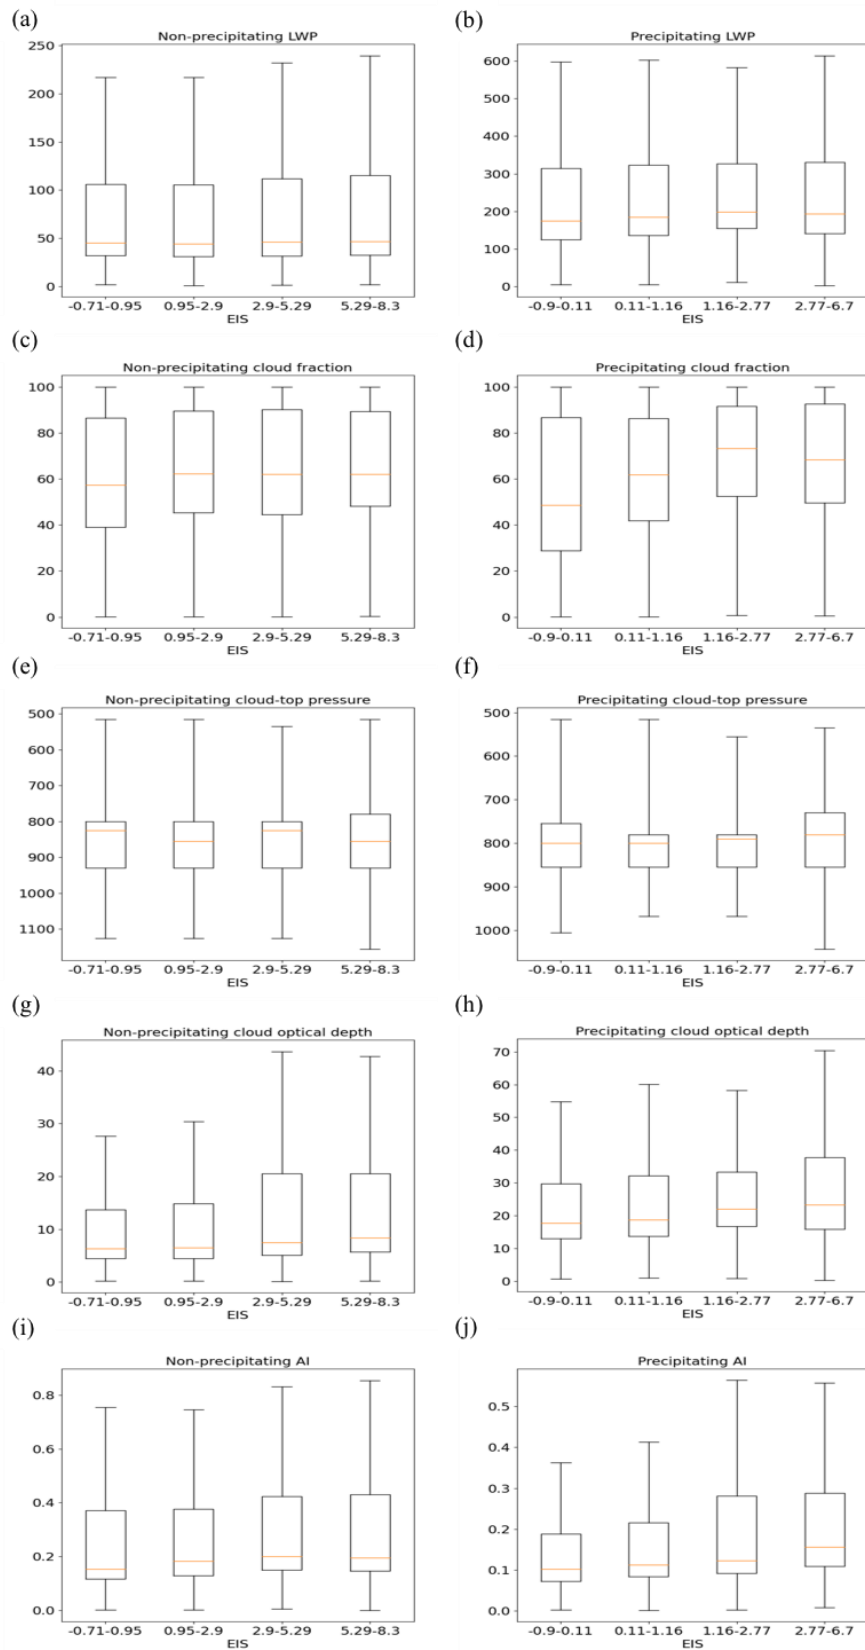 (a)
Non-precipitating LWP
250
200
150
100
50
0
-0.71-0.95 0.95-2.9 2.9-5.29 5.29-8.3
EIS
(b)
Precipitating LWP
600
500
400
300
200
100
0
-0.9-0.11 0.11-1.16 1.16-2.77 2.77-6.7
EIS
(c)
Non-precipitating cloud fraction
100
80
60
40
20
0
-0.71-0.95 0.95-2.9 2.9-5.29 5.29-8.3
EIS
(d)
Precipitating cloud fraction
100
80
60
40
20
0
-0.9-0.11 0.11-1.16 1.16-2.77 2.77-6.7
EIS
(e)
Non-precipitating cloud-top pressure
500
600
700
800
900
1000
1100
-0.71-0.95 0.95-2.9 2.9-5.29 5.29-8.3
EIS
(f)
Precipitating cloud-top pressure
500
600
700
800
900
1000
-0.9-0.11 0.11-1.16 1.16-2.77 2.77-6.7
EIS
(g)
Non-precipitating cloud optical depth
40
30
20
10
0
-0.71-0.95 0.95-2.9 2.9-5.29 5.29-8.3
EIS
(h)
Precipitating cloud optical depth
70
60
50
40
30
20
10
0
-0.9-0.11 0.11-1.16 1.16-2.77 2.77-6.7
EIS
(i)
Non-precipitating AI
0.8
0.6
0.4
0.2
0.0
-0.71-0.95 0.95-2.9 2.9-5.29 5.29-8.3
EIS
(j)
Precipitating AI
0.5
0.4
0.3
0.2
0.1
0.0
-0.9-0.11 0.11-1.16 1.16-2.77 2.77-6.7
EIS